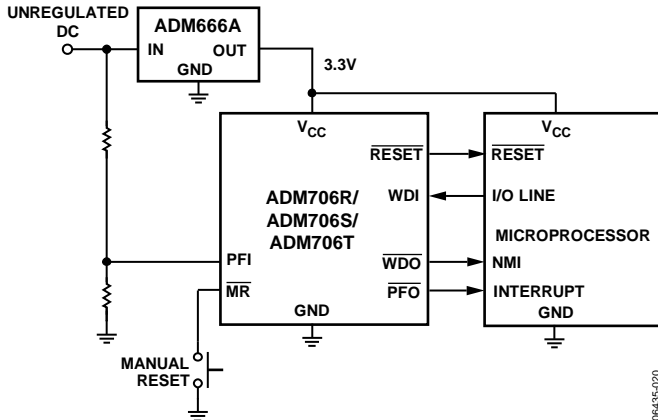 UNREGULATED
DC
ADM666A
IN
OUT
GND
3.3V
VCC
RESET
WDI
ADM706R/
ADM706S/
ADM706T
PFI
WDO
MR
PFO
GND
VCC
RESET
I/O LINE
MICROPROCESSOR
NMI
INTERRUPT
GND
MANUAL
RESET
06435-020